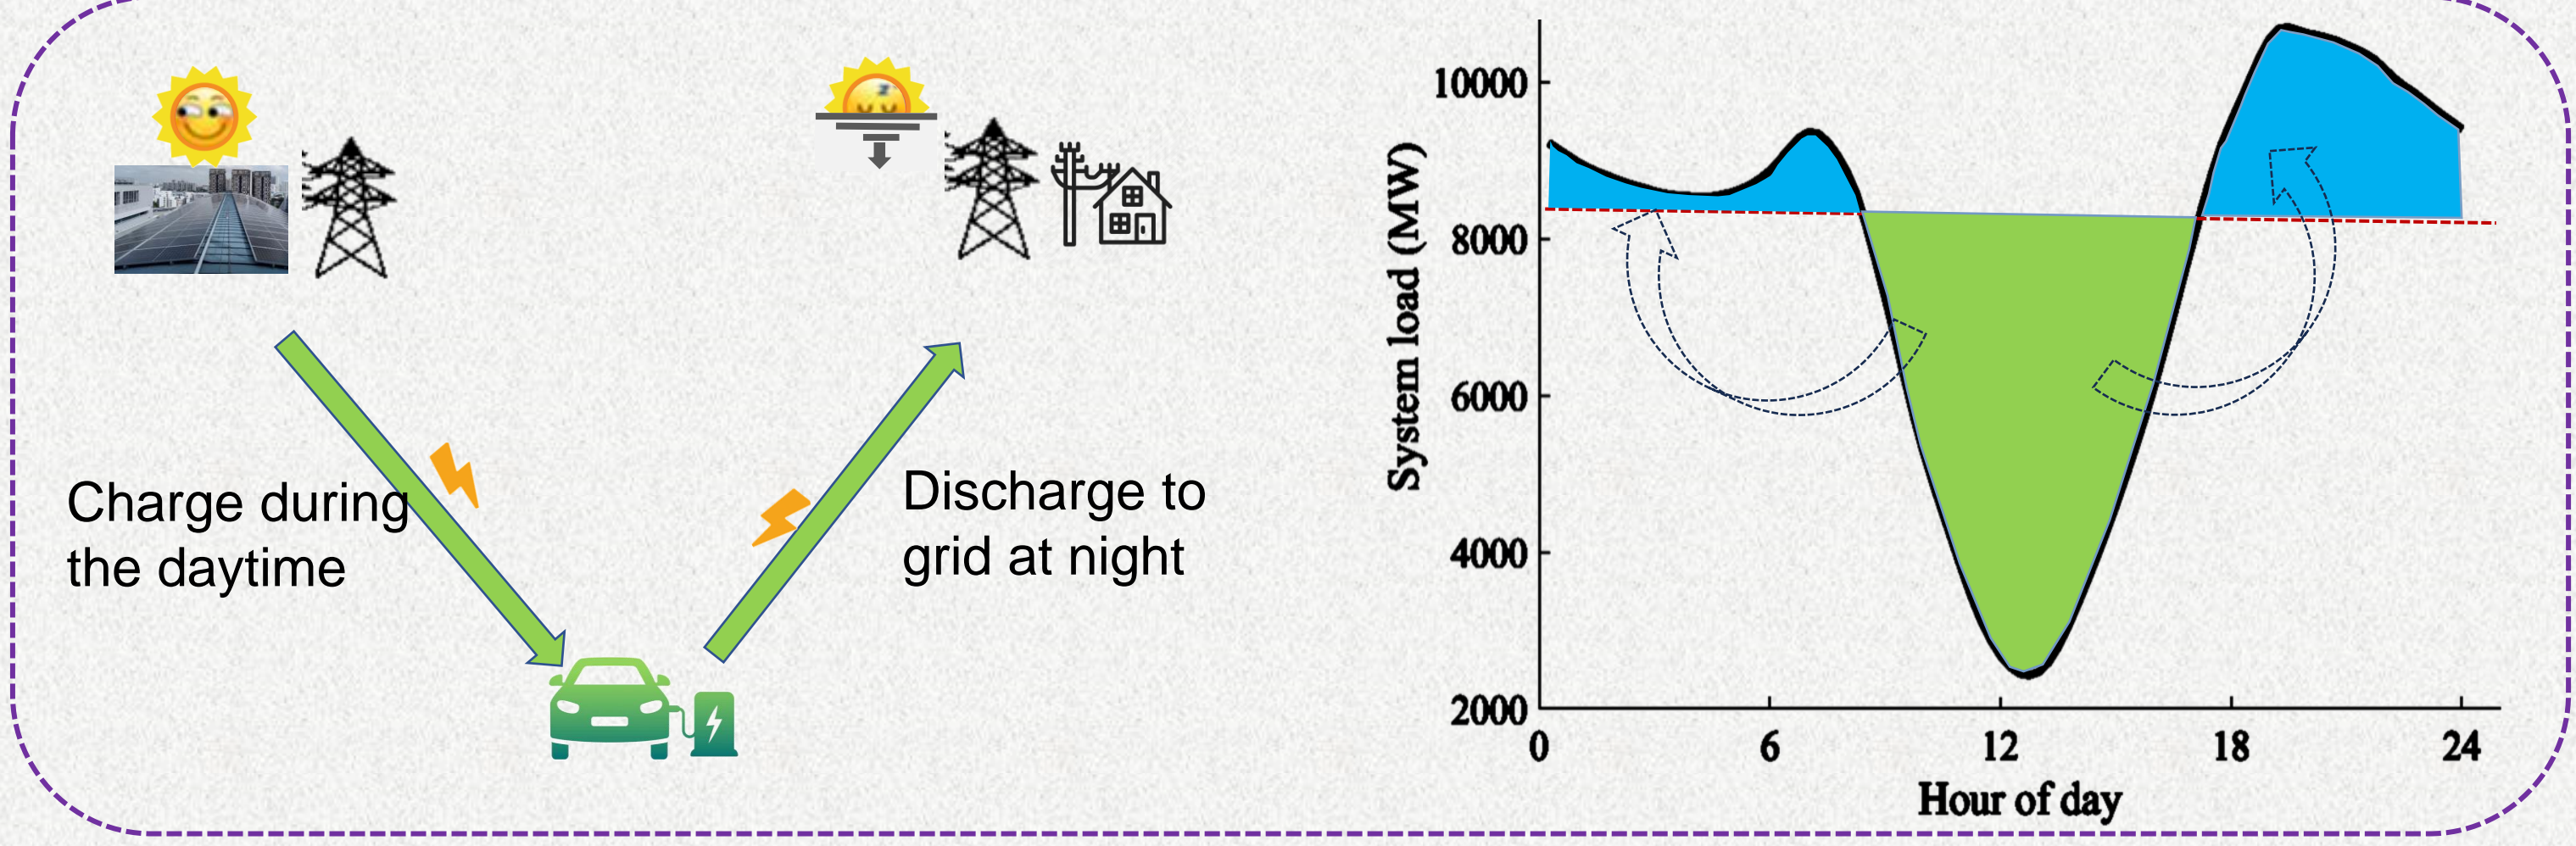 Charge during
the daytime
Discharge to
grid at night
System load (MW)
10000
8000
6000
4000
2000
0 6 12 18 24
Hour of day
z